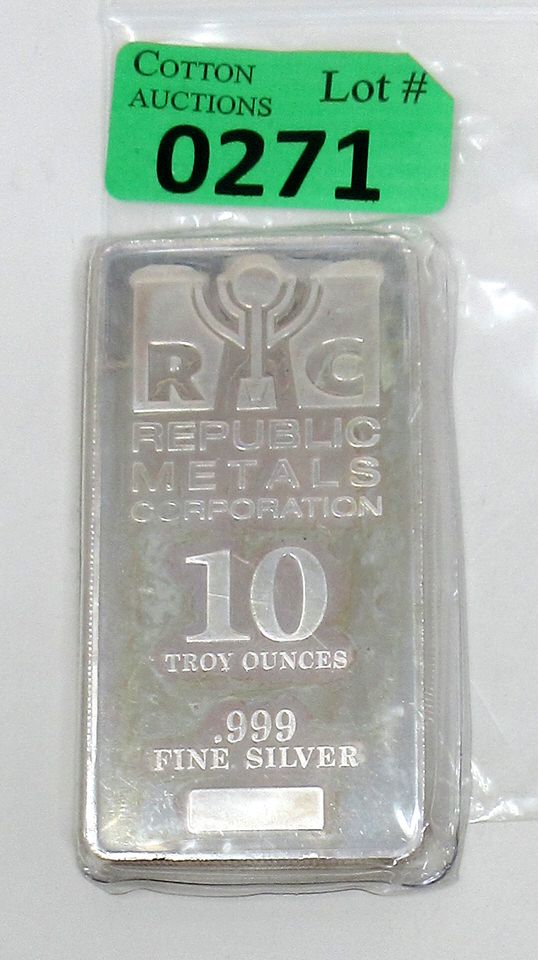 COTTON
AUCTIONS
Lot #
0271
R C
REPUBLIC
METALS
CORPORATION
10
TROY OUNCES
.999
FINE SILVER